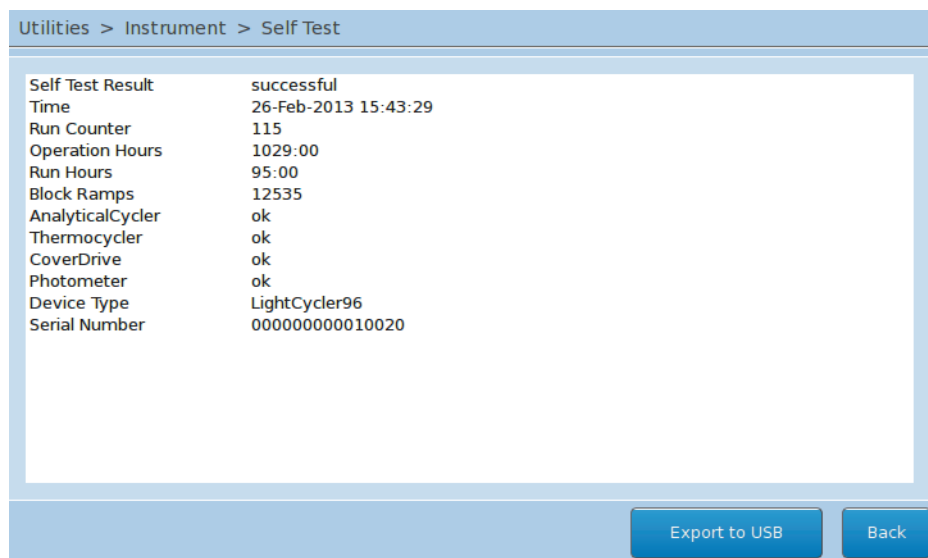 Utilities > Instrument > Self Test
Self Test Result successful
Time 26-Feb-2013 15:43:29
Run Counter 115
Operation Hours 1029:00
Run Hours 95:00
Block Ramps 12535
AnalyticalCycler ok
Thermocycler ok
CoverDrive ok
Photometer ok
Device Type LightCycler96
Serial Number 000000000010020
Export to USB Back